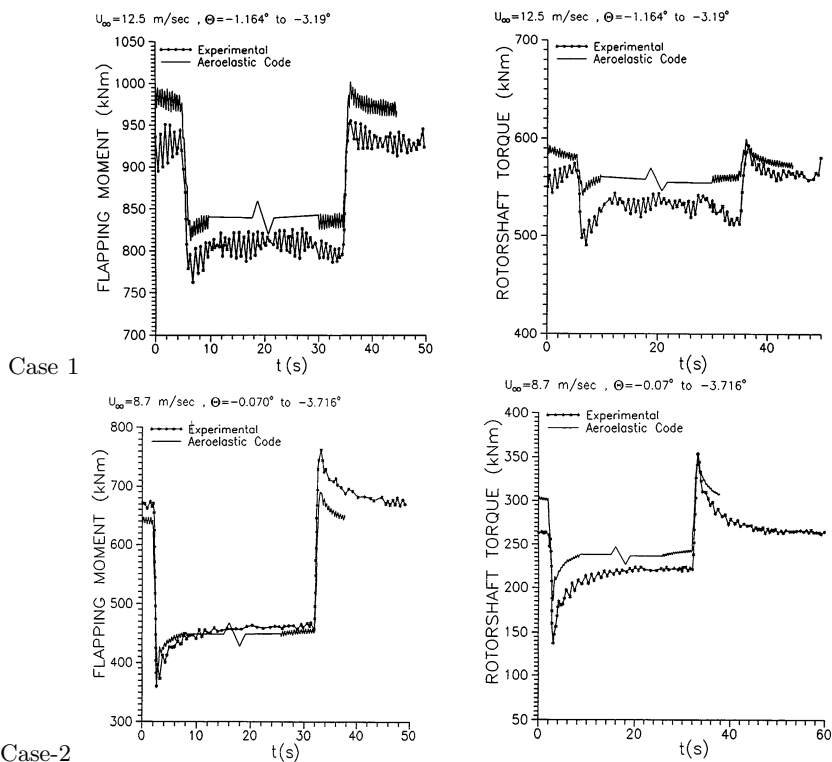 U∞=12.5 m/sec , Θ=−1.164° to −3.19°
1050
1000
950
900
850
800
750
700
FLAPPING MOMENT (kNm)
Experimental
Aeroelastic Code
0
10
20
30
40
50
t(s)
U∞=12.5 m/sec , Θ=−1.164° to −3.19°
700
600
500
400
ROTORSHAFT TORQUE (kNm)
Experimental
Aeroelastic Code
0
20
40
t(s)
Case 1
U∞=8.7 m/sec , Θ=−0.070° to −3.716°
800
700
600
500
400
300
FLAPPING MOMENT (kNm)
Experimental
Aeroelastic Code
0
10
20
30
40
50
t(s)
U∞=8.7 m/sec , Θ=−0.07° to −3.716°
400
350
300
250
200
150
100
50
ROTORSHAFT TORQUE (kNm)
Experimental
Aeroelastic Code
0
20
40
60
t(s)
Case-2